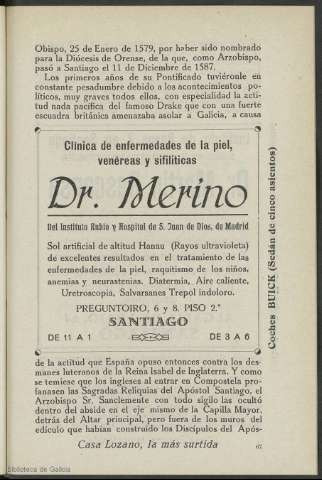 Obispo, 25 de Enero de 1579, por haber sido nombrado
para la Diócesis de Orense, de la que, como Arzobispo,
pasó a Santiago el 11 de Diciembre de 1587.
Los primeros años de su Pontificado tuviéronle en
constante pesadumbre debido a los acontecimientos po-
líticos, muy graves todos ellos, con especialidad la acti-
tud nada pacífica del famoso Drake que con una fuerte
escuadra británica amenazaba asolar a Galicia, a causa
Clínica de enfermedades de la piel,
venéreas y sifilíticas
Dr. Merino
Del Instituto Rubio y Hospital de S. Juan de Dios, de Madrid
Sol artificial de altitud Hanau (Rayos ultravioleta)
de excelentes resultados en el tratamiento de las
enfermedades de la piel, raquitismo de los niños,
anemias y neurastenias. Diatermia, Aire caliente,
Uretroscopia, Salvarsanes Trepol indoloro.
PREGUNTOIRO, 6 y 8. PISO 2.º
SANTIAGO
DE 11 A 1 DE 3 A 6
Coches BUICK (Sedán de cinco asientos)
de la actitud que España opuso entonces contra los des-
manes luteranos de la Reina Isabel de Inglaterra. Y como
se temiese que los ingleses al entrar en Compostela pro-
fanasen las Sagradas Reliquias del Apóstol Santiago, el
Arzobispo Sr. Sanclemente con todo sigilo las ocultó
dentro del ábside en el eje mismo de la Capilla Mayor.
detrás del Altar principal, pero fuera de los muros del
edículo que habían construído los Discípulos del Após-
Casa Lozano, la más surtida
Biblioteca de Galicia